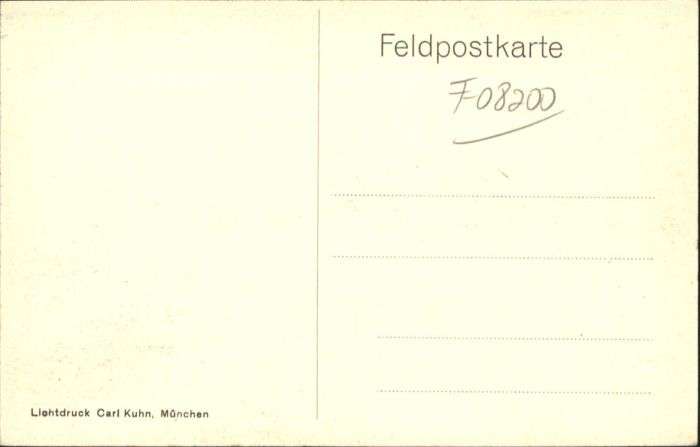 Feldpostkarte
F08200
Lichtdruck Carl Kuhn, München